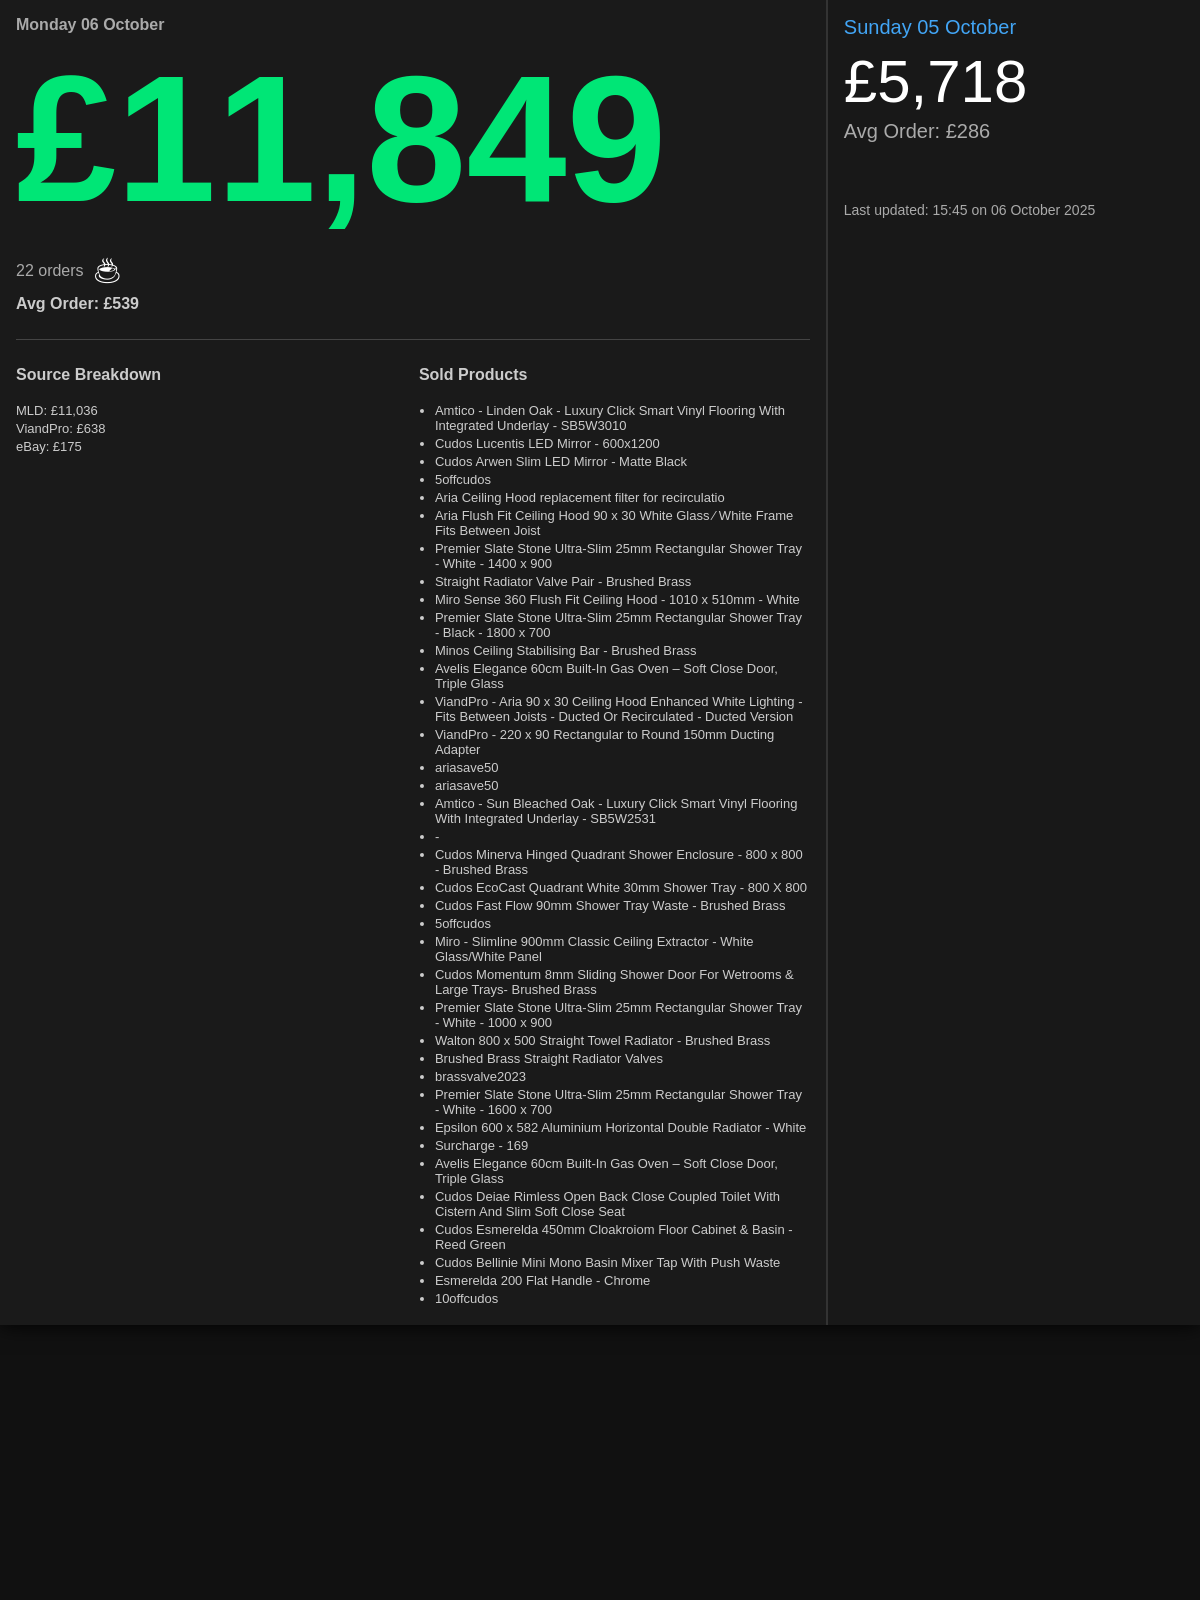 Monday 06 October
£11,849
22 orders
Avg Order: £539
Source Breakdown
MLD: £11,036
ViandPro: £638
eBay: £175
Sold Products
Amtico - Linden Oak - Luxury Click Smart Vinyl Flooring With
Integrated Underlay - SB5W3010
Cudos Lucentis LED Mirror - 600x1200
Cudos Arwen Slim LED Mirror - Matte Black
5offcudos
Aria Ceiling Hood replacement filter for recirculatio
Aria Flush Fit Ceiling Hood 90 x 30 White Glass ⁄ White Frame
Fits Between Joist
Premier Slate Stone Ultra-Slim 25mm Rectangular Shower Tray
- White - 1400 x 900
Straight Radiator Valve Pair - Brushed Brass
Miro Sense 360 Flush Fit Ceiling Hood - 1010 x 510mm - White
Premier Slate Stone Ultra-Slim 25mm Rectangular Shower Tray
- Black - 1800 x 700
Minos Ceiling Stabilising Bar - Brushed Brass
Avelis Elegance 60cm Built-In Gas Oven – Soft Close Door,
Triple Glass
ViandPro - Aria 90 x 30 Ceiling Hood Enhanced White Lighting -
Fits Between Joists - Ducted Or Recirculated - Ducted Version
ViandPro - 220 x 90 Rectangular to Round 150mm Ducting
Adapter
ariasave50
ariasave50
Amtico - Sun Bleached Oak - Luxury Click Smart Vinyl Flooring
With Integrated Underlay - SB5W2531
-
Cudos Minerva Hinged Quadrant Shower Enclosure - 800 x 800
- Brushed Brass
Cudos EcoCast Quadrant White 30mm Shower Tray - 800 X 800
Cudos Fast Flow 90mm Shower Tray Waste - Brushed Brass
5offcudos
Miro - Slimline 900mm Classic Ceiling Extractor - White
Glass/White Panel
Cudos Momentum 8mm Sliding Shower Door For Wetrooms &
Large Trays- Brushed Brass
Premier Slate Stone Ultra-Slim 25mm Rectangular Shower Tray
- White - 1000 x 900
Walton 800 x 500 Straight Towel Radiator - Brushed Brass
Brushed Brass Straight Radiator Valves
brassvalve2023
Premier Slate Stone Ultra-Slim 25mm Rectangular Shower Tray
- White - 1600 x 700
Epsilon 600 x 582 Aluminium Horizontal Double Radiator - White
Surcharge - 169
Avelis Elegance 60cm Built-In Gas Oven – Soft Close Door,
Triple Glass
Cudos Deiae Rimless Open Back Close Coupled Toilet With
Cistern And Slim Soft Close Seat
Cudos Esmerelda 450mm Cloakroiom Floor Cabinet & Basin -
Reed Green
Cudos Bellinie Mini Mono Basin Mixer Tap With Push Waste
Esmerelda 200 Flat Handle - Chrome
10offcudos
Sunday 05 October
£5,718
Avg Order: £286
Last updated: 15:45 on 06 October 2025